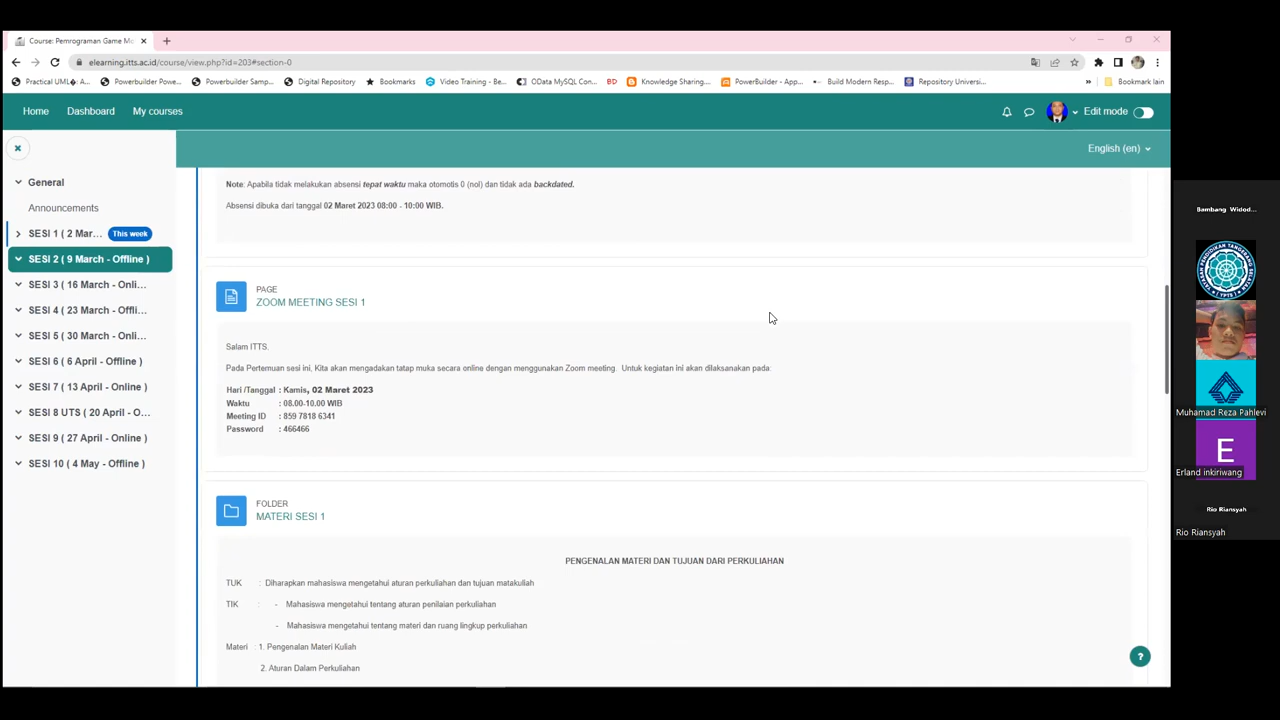 Course: Pemrograman Game Mo
elearning.itts.ac.id/course/view.php?id=203#section-0
Practical UML
Powerbuilder Powe...
Powerbuilder Samp...
Digital Repository
Bookmarks
Video Training - Be...
OData MySQL Con...
BD
Knowledge Sharing....
PowerBuilder - App...
Build Modern Resp...
Repository Universi...
»
Bookmark lain
Home
Dashboard
My courses
Edit mode
English (en)
General
Announcements
SESI 1 ( 2 Mar...
This week
SESI 2 ( 9 March - Offline )
SESI 3 ( 16 March - Onli...
SESI 4 ( 23 March - Offli...
SESI 5 ( 30 March - Onli...
SESI 6 ( 6 April - Offline )
SESI 7 ( 13 April - Online )
SESI 8 UTS ( 20 April - O...
SESI 9 ( 27 April - Online )
SESI 10 ( 4 May - Offline )
Note: Apabila tidak melakukan absensi tepat waktu maka otomotis 0 (nol) dan tidak ada backdated.
Absensi dibuka dari tanggal 02 Maret 2023 08:00 - 10:00 WIB.
PAGE
ZOOM MEETING SESI 1
Salam ITTS.
Pada Pertemuan sesi ini, Kita akan mengadakan tatap muka secara online dengan menggunakan Zoom meeting. Untuk kegiatan ini akan dilaksanakan pada:
Hari /Tanggal : Kamis, 02 Maret 2023
Waktu : 08.00-10.00 WIB
Meeting ID : 859 7818 6341
Password : 466466
FOLDER
MATERI SESI 1
PENGENALAN MATERI DAN TUJUAN DARI PERKULIAHAN
TUK : Diharapkan mahasiswa mengetahui aturan perkuliahan dan tujuan matakuliah
TIK : - Mahasiswa mengetahui tentang aturan penilaian perkuliahan
- Mahasiswa mengetahui tentang materi dan ruang lingkup perkuliahan
Materi : 1. Pengenalan Materi Kuliah
2. Aturan Dalam Perkuliahan
?
Bambang Widod...
Muhamad Reza Pahlevi
E
Erland inkiriwang
Rio Riansyah
Rio Riansyah